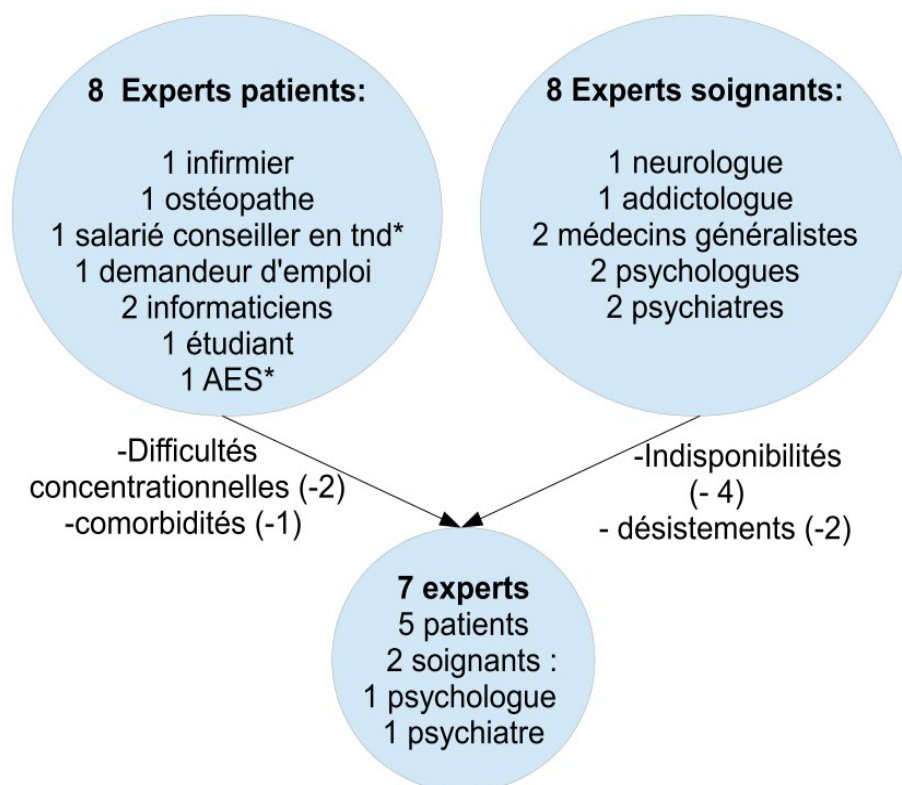 8 Experts patients:
1 infirmier
1 ostéopathe
1 salarié conseiller en tnd*
1 demandeur d'emploi
2 informaticiens
1 étudiant
1 AES*
8 Experts soignants:
1 neurologue
1 addictologue
2 médecins généralistes
2 psychologues
2 psychiatres
-Difficultés
concentrationnelles (-2)
-comorbidités (-1)
-Indisponibilités
(- 4)
- désistements (-2)
7 experts
5 patients
2 soignants :
1 psychologue
1 psychiatre